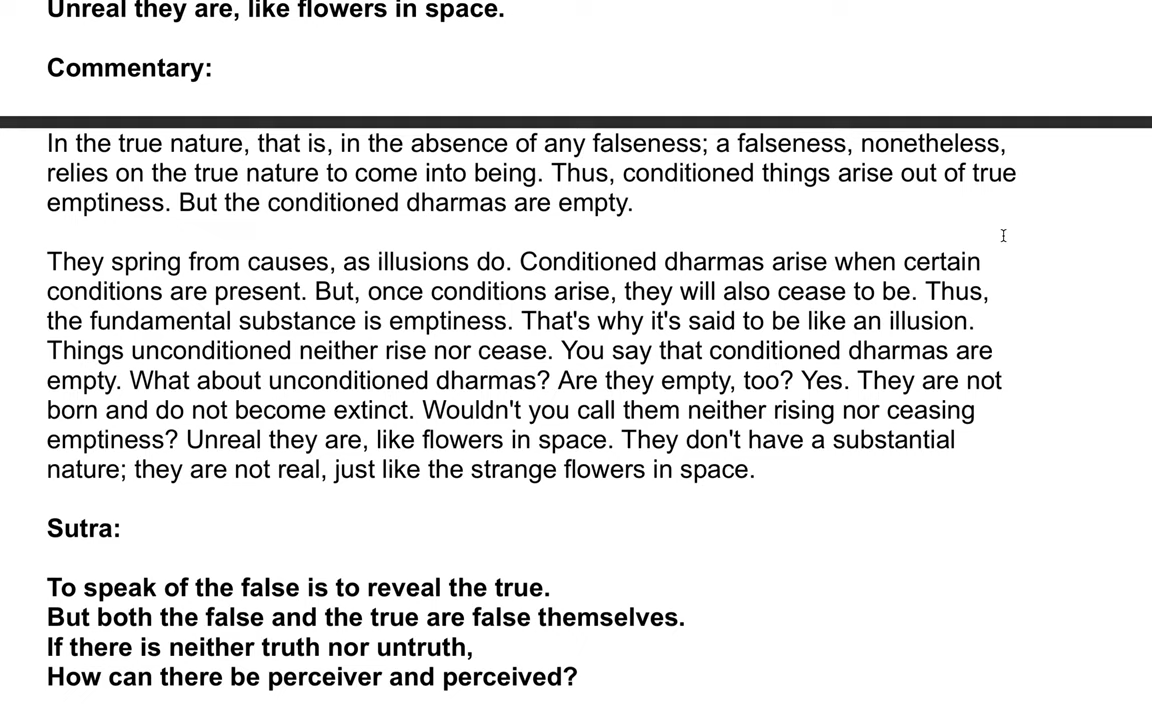 Unreal they are, like flowers in space.
Commentary:
In the true nature, that is, in the absence of any falseness; a falseness, nonetheless,
relies on the true nature to come into being. Thus, conditioned things arise out of true
emptiness. But the conditioned dharmas are empty.
They spring from causes, as illusions do. Conditioned dharmas arise when certain
conditions are present. But, once conditions arise, they will also cease to be. Thus,
the fundamental substance is emptiness. That's why it's said to be like an illusion.
Things unconditioned neither rise nor cease. You say that conditioned dharmas are
empty. What about unconditioned dharmas? Are they empty, too? Yes. They are not
born and do not become extinct. Wouldn't you call them neither rising nor ceasing
emptiness? Unreal they are, like flowers in space. They don't have a substantial
nature; they are not real, just like the strange flowers in space.
Sutra:
To speak of the false is to reveal the true.
But both the false and the true are false themselves.
If there is neither truth nor untruth,
How can there be perceiver and perceived?